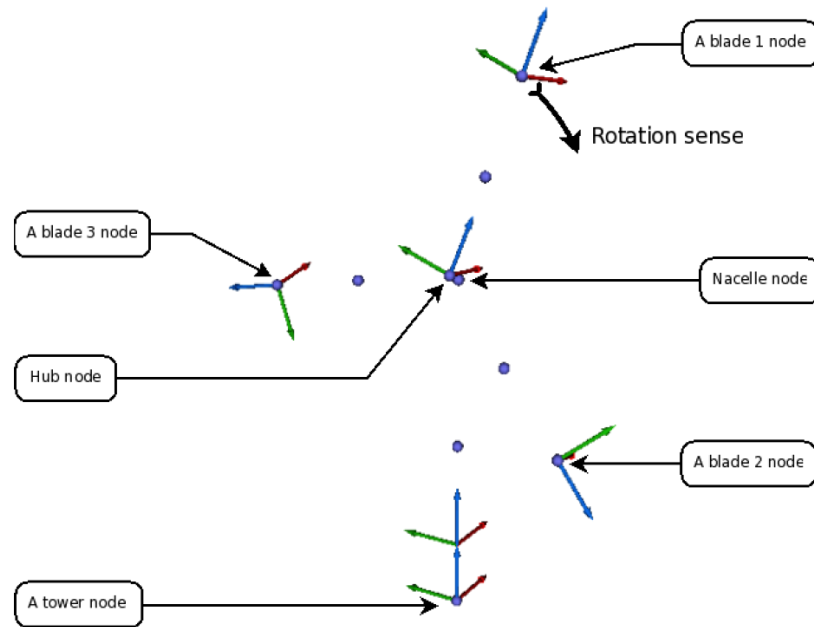 A blade 1 node
Rotation sense
A blade 3 node
Nacelle node
Hub node
A blade 2 node
A tower node